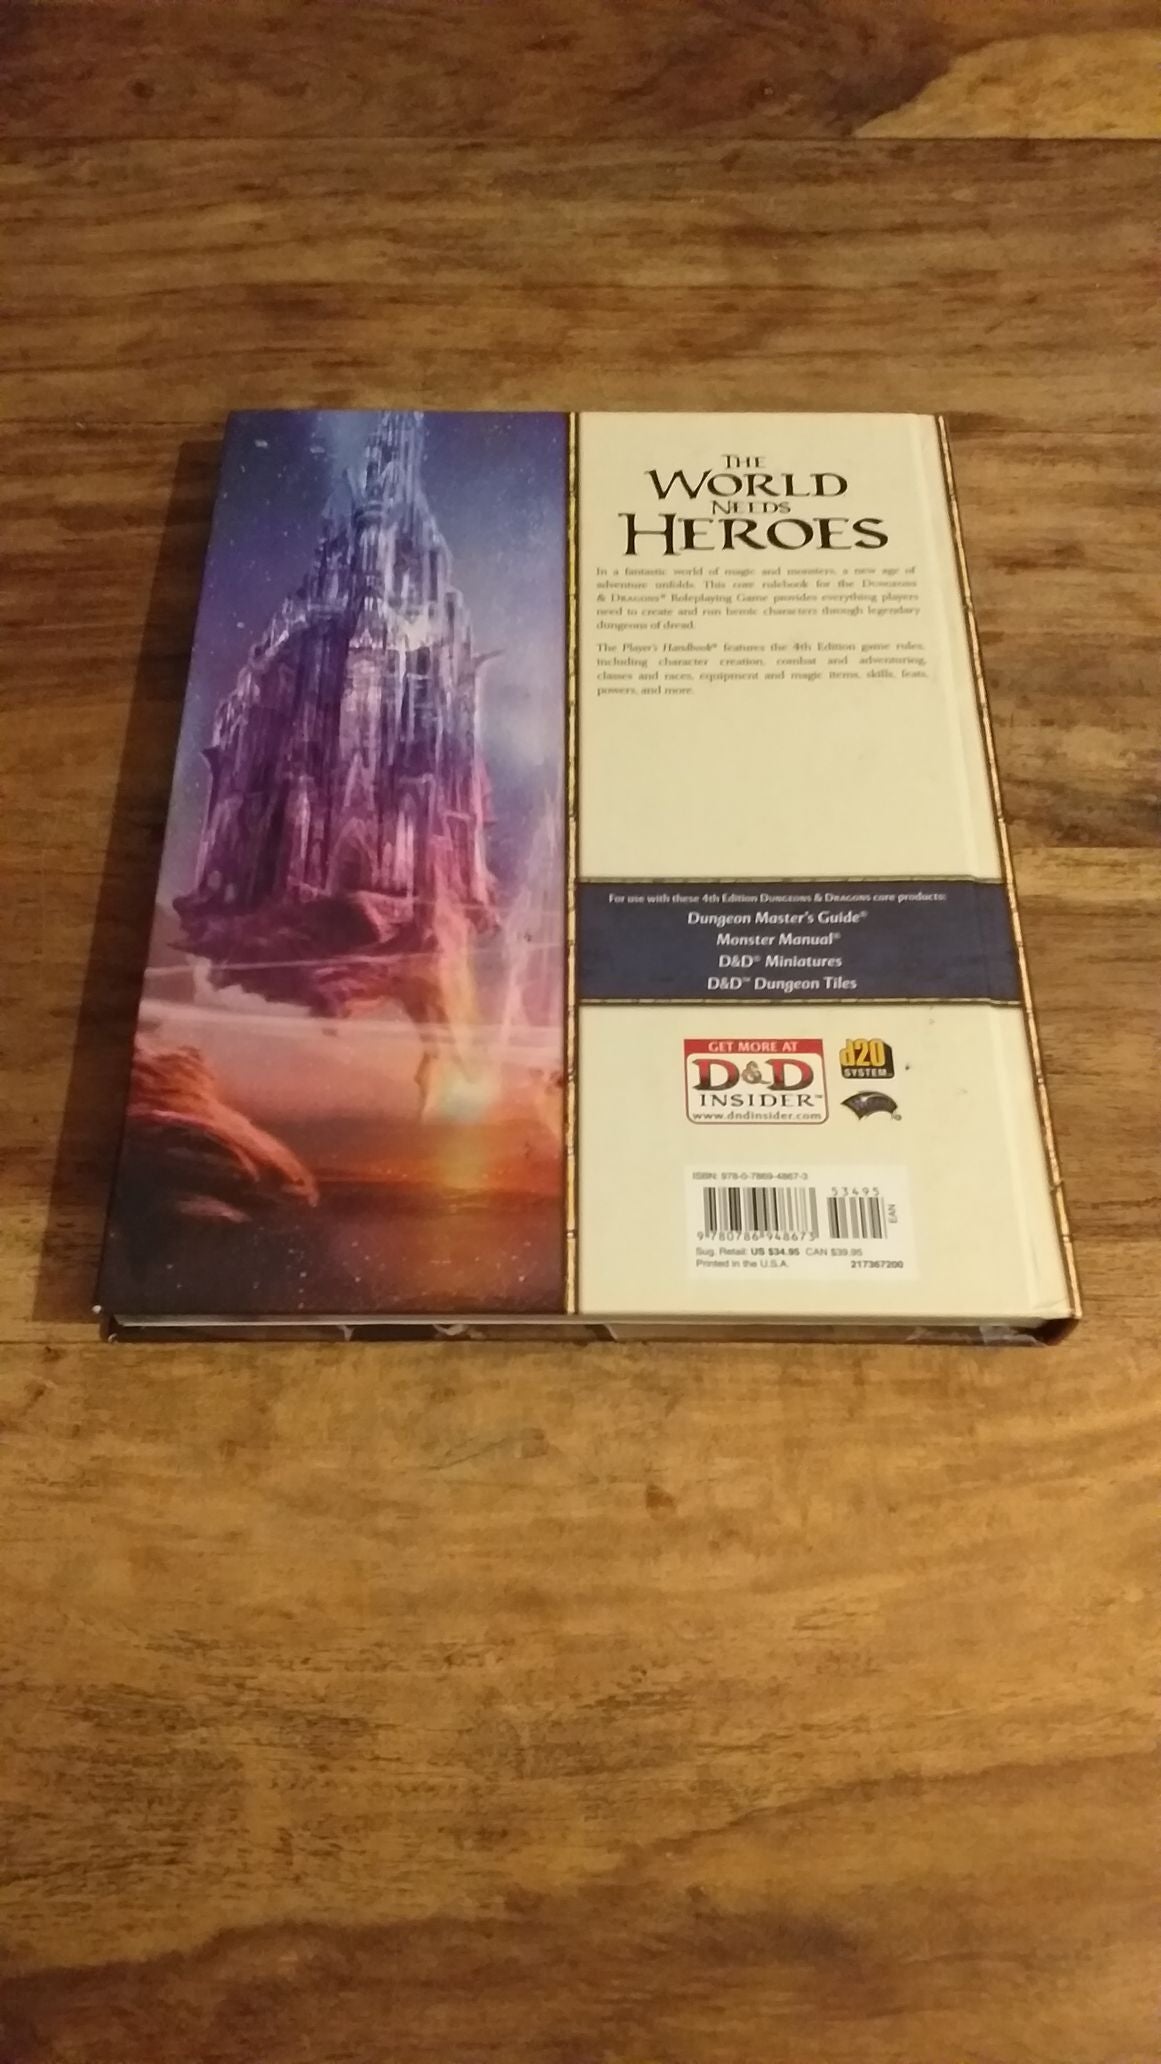 THE
WORLD
NEEDS
HEROES
In a fantastic world of magic and monsters, a new age of
adventure unfolds. This core rulebook for the DUNGEONS
& DRAGONS® Roleplaying Game provides everything players
need to create and run heroic characters through legendary
dungeons of dread.
The Player's Handbook® features the 4th Edition game rules,
including character creation, combat and adventuring,
classes and races, equipment and magic items, skills, feats,
powers, and more.
For use with these 4th Edition DUNGEONS & DRAGONS core products:
Dungeon Master's Guide®
Monster Manual®
D&D® Miniatures
D&D™ Dungeon Tiles
GET MORE AT
D&D
INSIDER™
www.dndinsider.com
d20
SYSTEM
ISBN: 978-0-7869-4867-3
53495
EAN
9 780786 948673
Sug. Retail: US $34.95 CAN $39.95
Printed in the U.S.A. 217367200